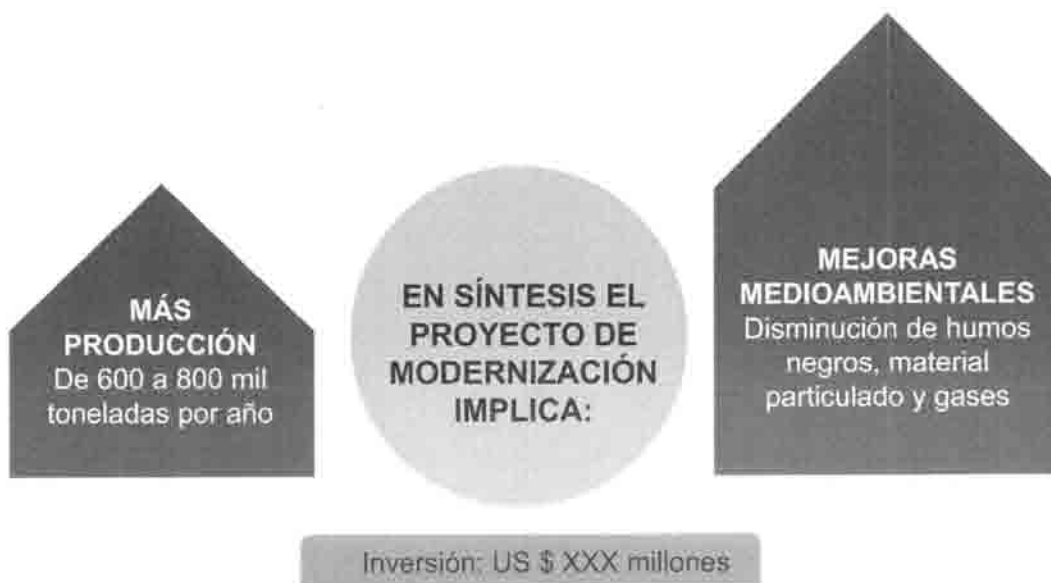 MÁS
PRODUCCIÓN
De 600 a 800 mil
toneladas por año
EN SÍNTESIS EL
PROYECTO DE
MODERNIZACIÓN
IMPLICA:
MEJORAS
MEDIOAMBIENTALES
Disminución de humos
negros, material
particulado y gases
Inversión: US $ XXX millones